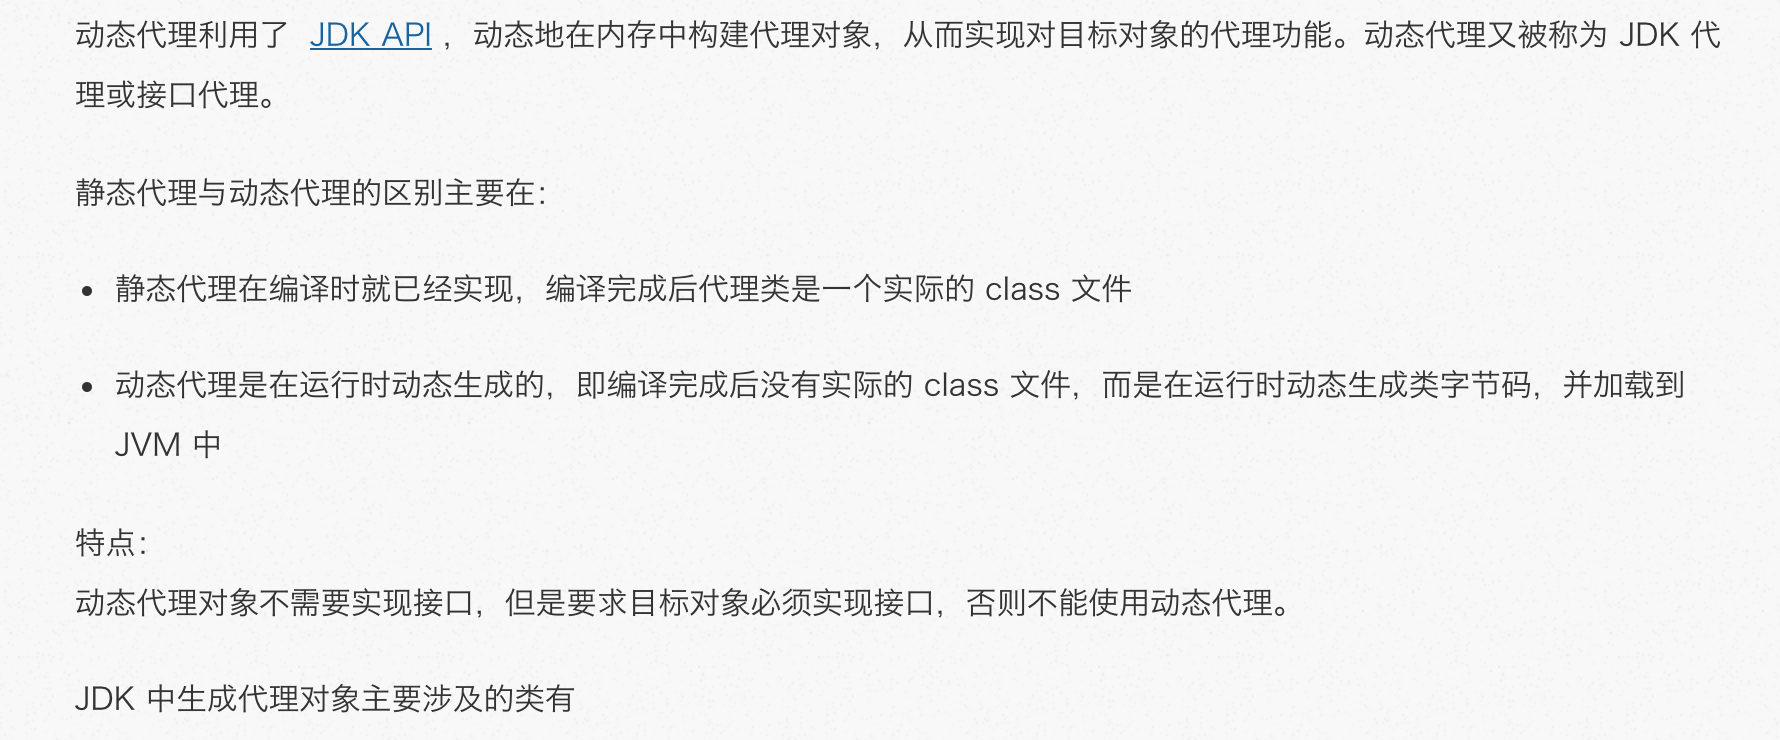 动态代理利用了 JDK API ，动态地在内存中构建代理对象，从而实现对目标对象的代理功能。动态代理又被称为 JDK 代
理或接口代理。
静态代理与动态代理的区别主要在：
• 静态代理在编译时就已经实现，编译完成后代理类是一个实际的 class 文件
• 动态代理是在运行时动态生成的，即编译完成后没有实际的 class 文件，而是在运行时动态生成类字节码，并加载到
JVM 中
特点：
动态代理对象不需要实现接口，但是要求目标对象必须实现接口，否则不能使用动态代理。
JDK 中生成代理对象主要涉及的类有